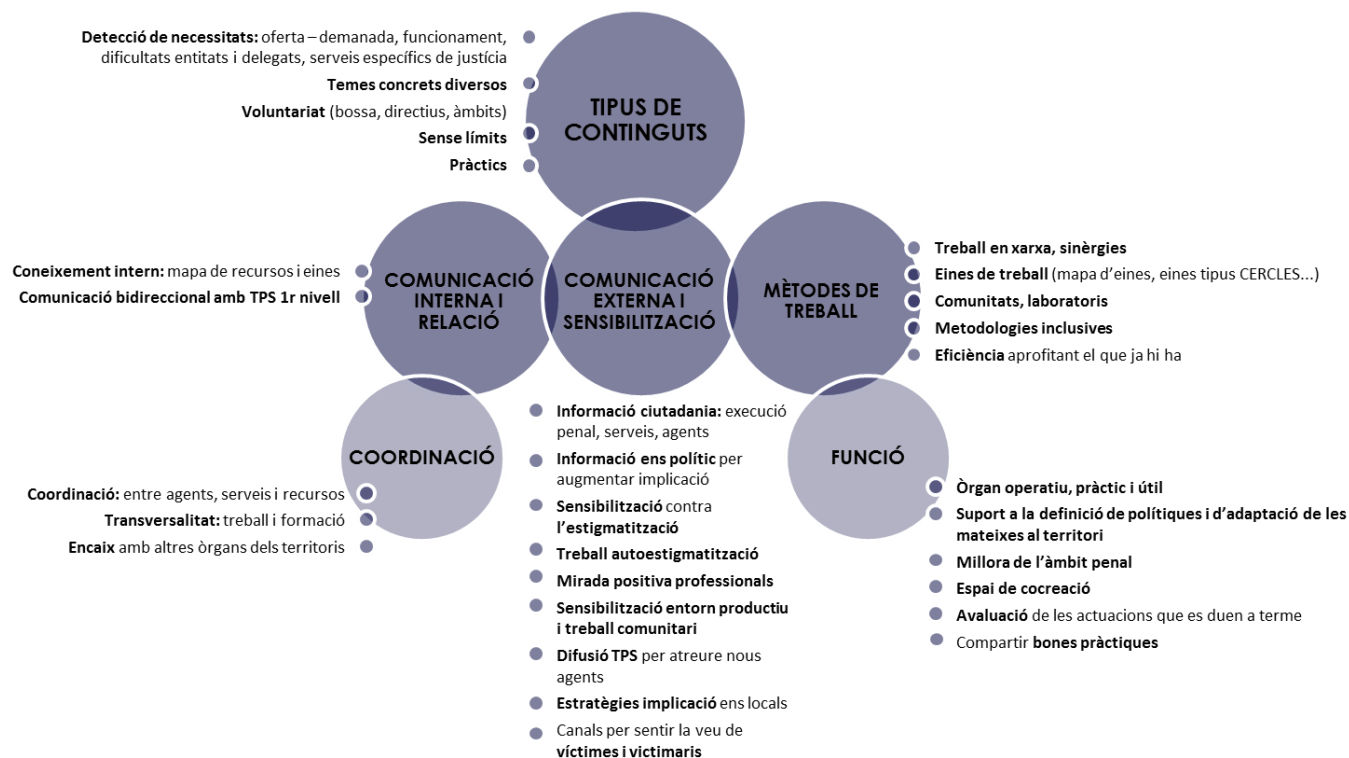 Detecció de necessitats: oferta – demanada, funcionament,
dificultats entitats i delegats, serveis específics de justícia
Temes concrets diversos
Voluntariat (bossa, directius, àmbits)
Sense límits
Pràctics
TIPUS DE
CONTINGUTS
Coneixement intern: mapa de recursos i eines
Comunicació bidireccional amb TPS 1r nivell
COMUNICACIÓ
INTERNA I
RELACIÓ
COMUNICACIÓ
EXTERNA I
SENSIBILITZACIÓ
MÈTODES DE
TREBALL
Treball en xarxa, sinèrgies
Eines de treball (mapa d'eines, eines tipus CERCLES...)
Comunitats, laboratoris
Metodologies inclusives
Eficiència aprofitant el que ja hi ha
COORDINACIÓ
Coordinació: entre agents, serveis i recursos
Transversalitat: treball i formació
Encaix amb altres òrgans dels territoris
Informació ciutadania: execució
penal, serveis, agents
Informació ens polític per
augmentar implicació
Sensibilització contra
l'estigmatització
Treball autoestigmatització
Mirada positiva professionals
Sensibilització entorn productiu
i treball comunitari
Difusió TPS per atreure nous
agents
Estratègies implicació ens locals
Canals per sentir la veu de
víctimes i victimaris
FUNCIÓ
Òrgan operatiu, pràctic i útil
Suport a la definició de polítiques i d'adaptació de les
mateixes al territori
Millora de l'àmbit penal
Espai de cocreació
Avaluació de les actuacions que es duen a terme
Compartir bones pràctiques